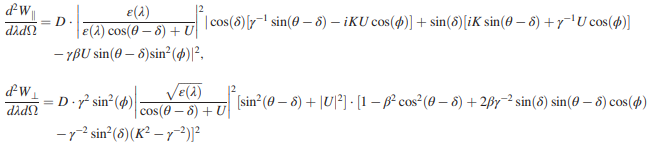 d²W∥/dλdΩ = D · |ε(λ)/(ε(λ) cos(θ − δ) + U)|² |cos(δ)[γ⁻¹ sin(θ − δ) − iKU cos(ϕ)] + sin(δ)[iK sin(θ − δ) + γ⁻¹U cos(ϕ)]
− γβU sin(θ − δ)sin²(ϕ)|²,
d²W⊥/dλdΩ = D · γ² sin²(ϕ)|√ε(λ)/(cos(θ − δ) + U)|² [sin²(θ − δ) + |U|²] · [1 − β² cos²(θ − δ) + 2βγ⁻² sin(δ) sin(θ − δ) cos(ϕ)
− γ⁻² sin²(δ)(K² − γ⁻²)]²